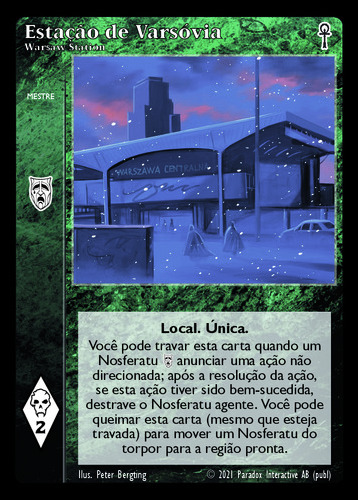 Estação de Varsóvia
Warsaw Station
MESTRE
WARSZAWA CENTRALNA
Local. Única.
Você pode travar esta carta quando um
Nosferatu anunciar uma ação não
direcionada; após a resolução da ação,
se esta ação tiver sido bem-sucedida,
destrave o Nosferatu agente. Você pode
queimar esta carta (mesmo que esteja
travada) para mover um Nosferatu do
torpor para a região pronta.
2
Ilus. Peter Bergting
© 2021 Paradox Interactive AB (publ)